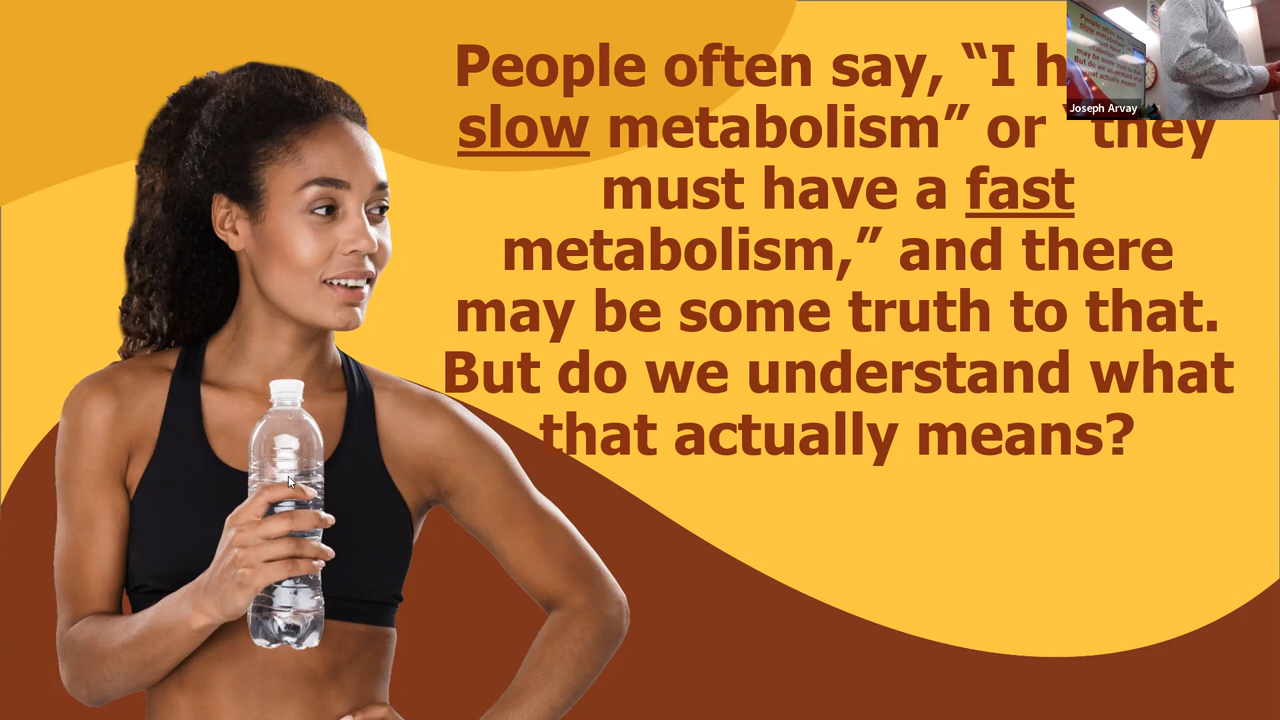 People often say, “I h
slow metabolism” or “they
must have a fast
metabolism,” and there
may be some truth to that.
But do we understand what
that actually means?
Joseph Arvay